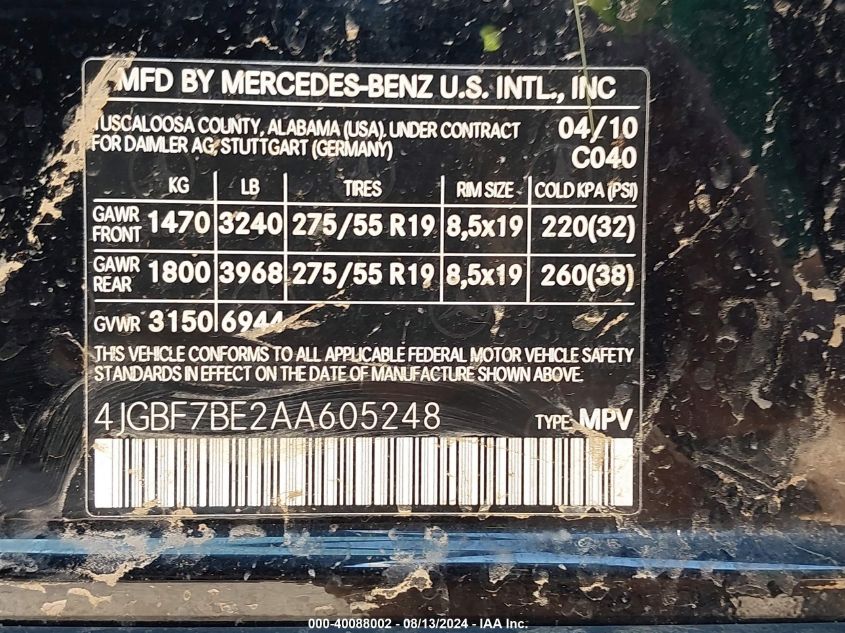 MFD BY MERCEDES-BENZ U.S. INTL., INC
TUSCALOOSA COUNTY, ALABAMA (USA), UNDER CONTRACT 04/10
FOR DAIMLER AG, STUTTGART (GERMANY) C040
KG LB TIRES RIM SIZE COLD KPA (PSI)
GAWR FRONT 1470 3240 275/55 R19 8,5x19 220(32)
GAWR REAR 1800 3968 275/55 R19 8,5x19 260(38)
GVWR 3150 6944
THIS VEHICLE CONFORMS TO ALL APPLICABLE FEDERAL MOTOR VEHICLE SAFETY
STANDARDS IN EFFECT ON THE DATE OF MANUFACTURE SHOWN ABOVE.
4JGBF7BE2AA605248 TYPE: MPV
000-40088002 - 08/13/2024 - IAA Inc.